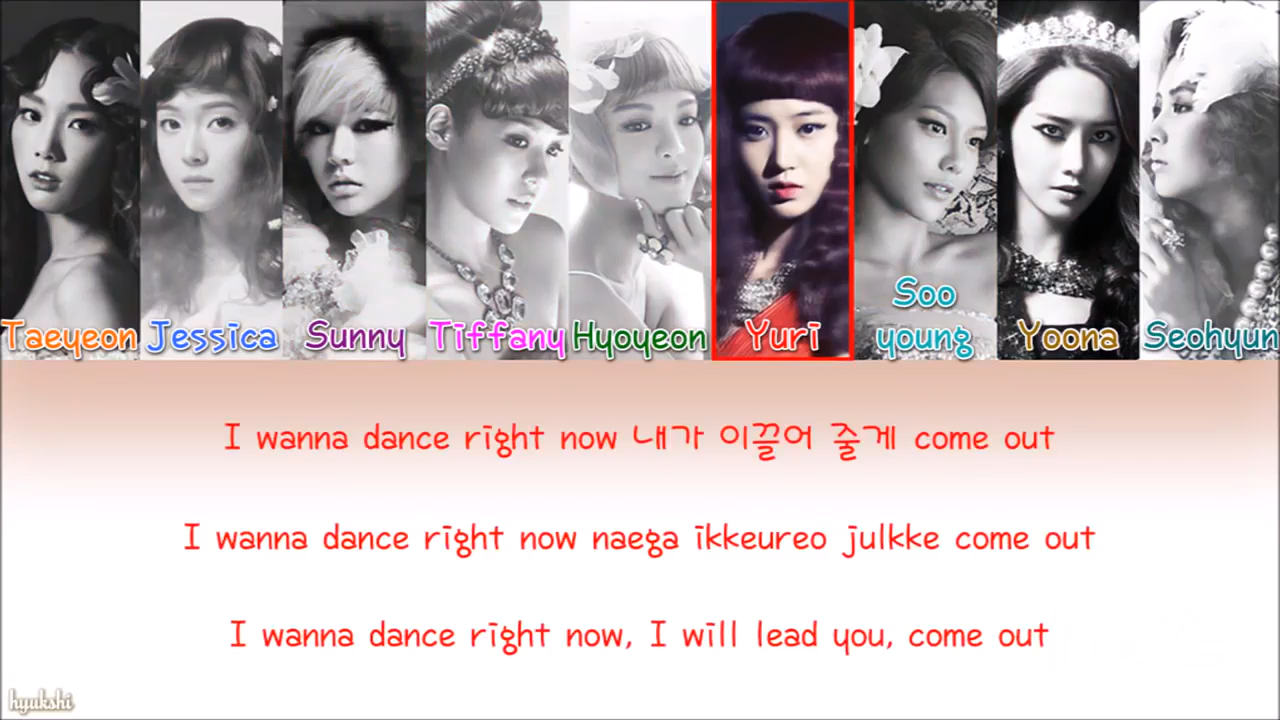 Taeyeon Jessica Sunny Tiffany Hyoyeon Yuri Soo young Yoona Seohyun
I wanna dance right now 내가 이끌어 줄게 come out
I wanna dance right now naega ikkeureo julkke come out
I wanna dance right now, I will lead you, come out
hyukshi